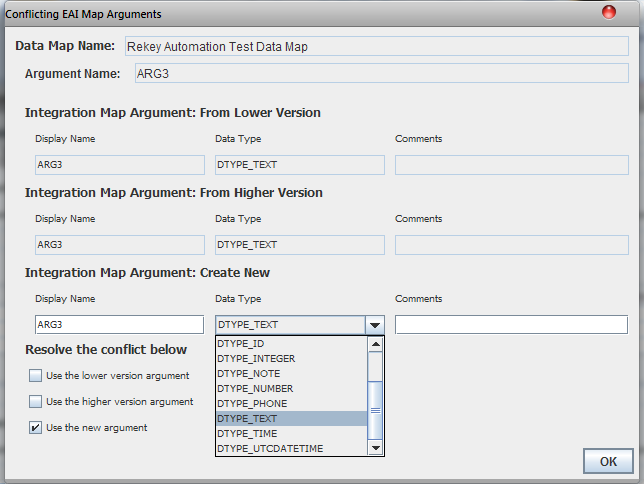 Conflicting EAI Map Arguments
Data Map Name: Rekey Automation Test Data Map
Argument Name: ARG3
Integration Map Argument: From Lower Version
Display Name Data Type Comments
ARG3 DTYPE_TEXT
Integration Map Argument: From Higher Version
Display Name Data Type Comments
ARG3 DTYPE_TEXT
Integration Map Argument: Create New
Display Name Data Type Comments
ARG3 DTYPE_TEXT
DTYPE_ID
DTYPE_INTEGER
DTYPE_NOTE
DTYPE_NUMBER
DTYPE_PHONE
DTYPE_TEXT
DTYPE_TIME
DTYPE_UTCDATETIME
Resolve the conflict below
Use the lower version argument
Use the higher version argument
Use the new argument
OK